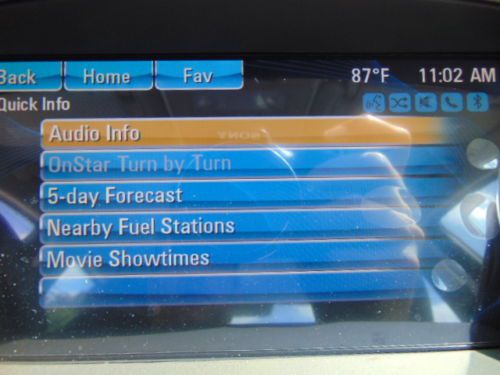 Back Home Fav 87°F 11:02 AM
Quick Info
Audio Info
OnStar Turn by Turn
5-day Forecast
Nearby Fuel Stations
Movie Showtimes